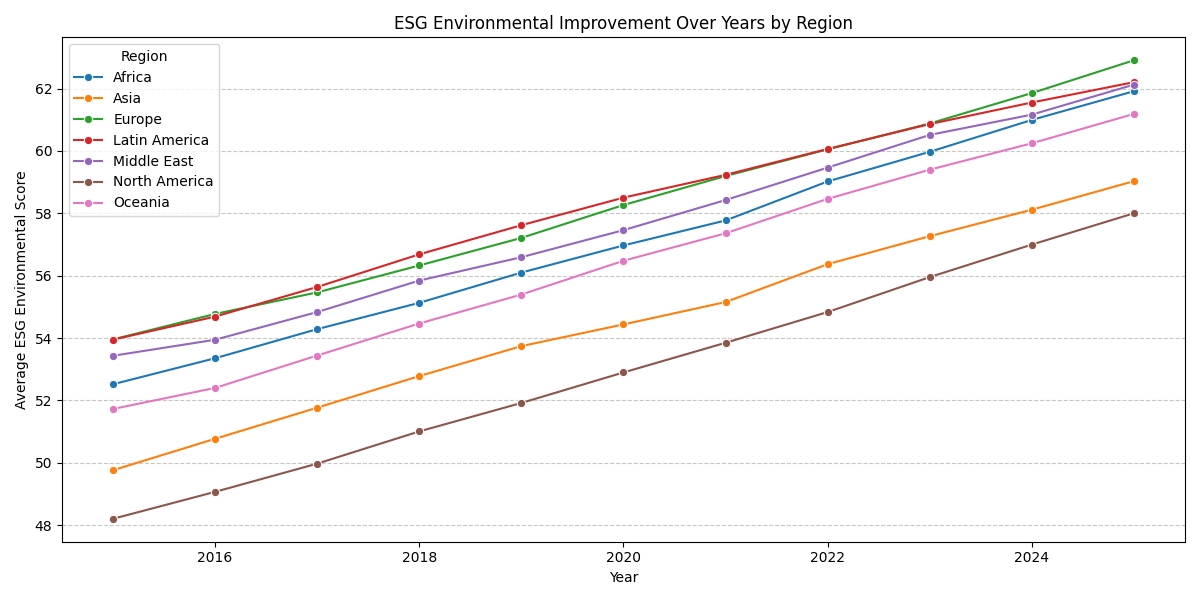 ESG Environmental Improvement Over Years by Region
Region
Africa
Asia
Europe
Latin America
Middle East
North America
Oceania
Average ESG Environmental Score
62
60
58
56
54
52
50
48
2016 2018 2020 2022 2024
Year